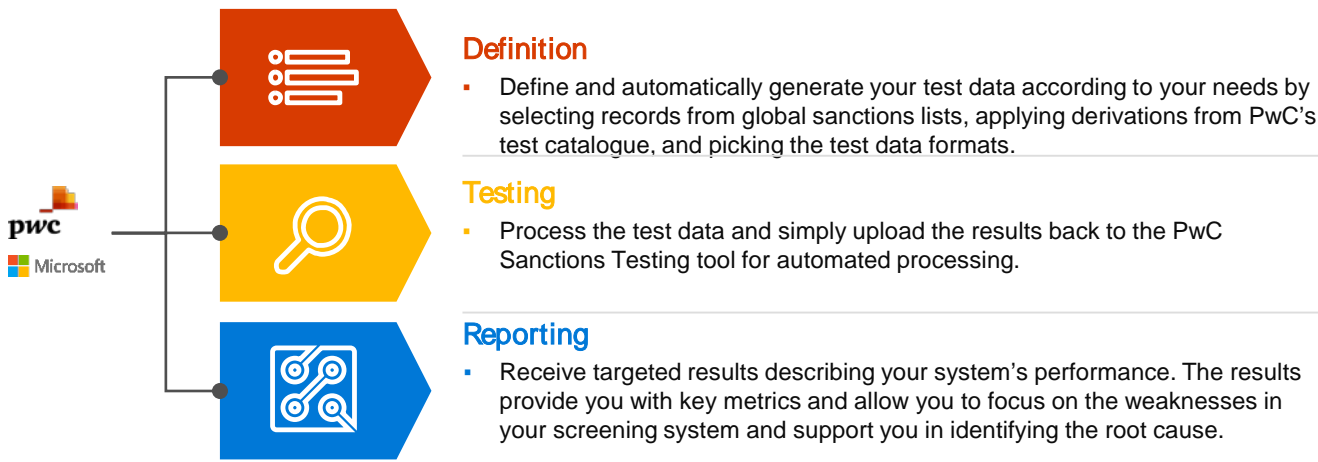 Definition
▪ Define and automatically generate your test data according to your needs by
selecting records from global sanctions lists, applying derivations from PwC's
test catalogue, and picking the test data formats.
pwc
Microsoft
Testing
▪ Process the test data and simply upload the results back to the PwC
Sanctions Testing tool for automated processing.
Reporting
▪ Receive targeted results describing your system's performance. The results
provide you with key metrics and allow you to focus on the weaknesses in
your screening system and support you in identifying the root cause.